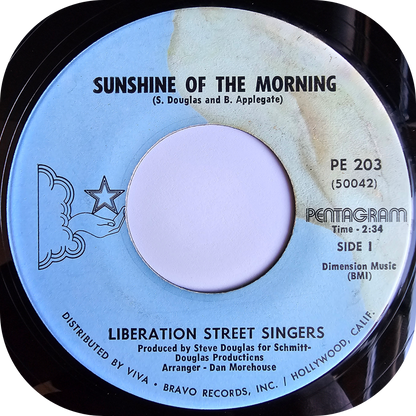 SUNSHINE OF THE MORNING
(S. Douglas and B. Applegate)
PE 203
(50042)
PENTAGRAM
Time - 2:34
SIDE 1
Dimension Music
(BMI)
LIBERATION STREET SINGERS
Produced by Steve Douglas for Schmitt-
Douglas Productions
Arranger - Dan Morehouse
DISTRIBUTED BY VIVA • BRAVO RECORDS, INC. / HOLLYWOOD, CALIF.